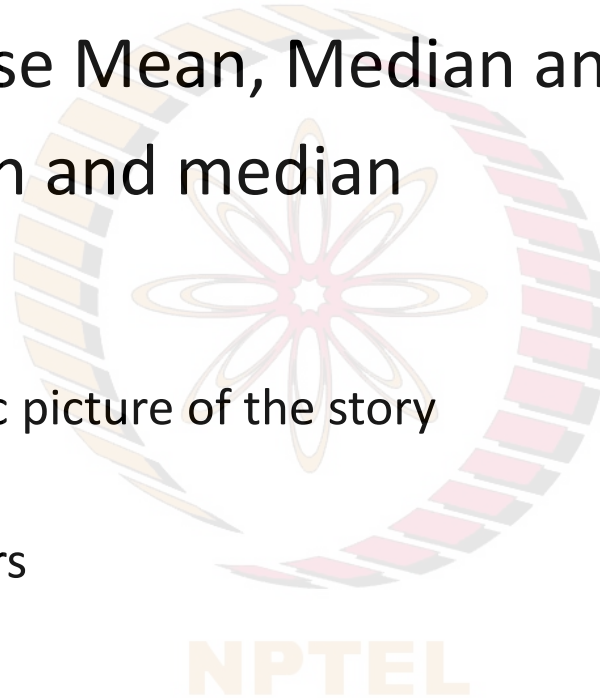 se Mean, Median an
n and median
c picture of the story
rs
NPTEL